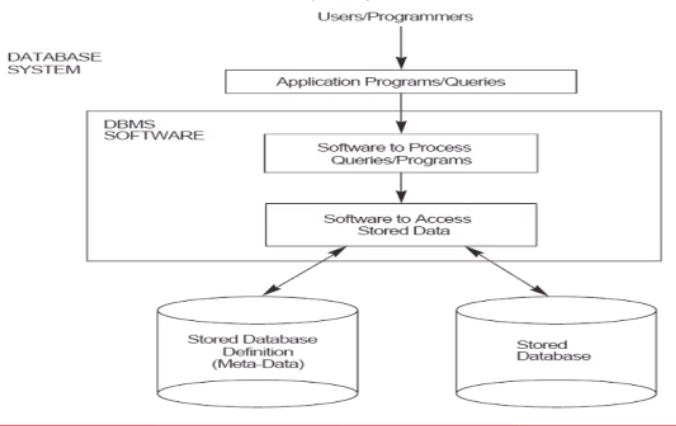 Users/Programmers
DATABASE
SYSTEM
Application Programs/Queries
DBMS
SOFTWARE
Software to Process
Queries/Programs
Software to Access
Stored Data
Stored Database
Definition
(Meta-Data)
Stored
Database